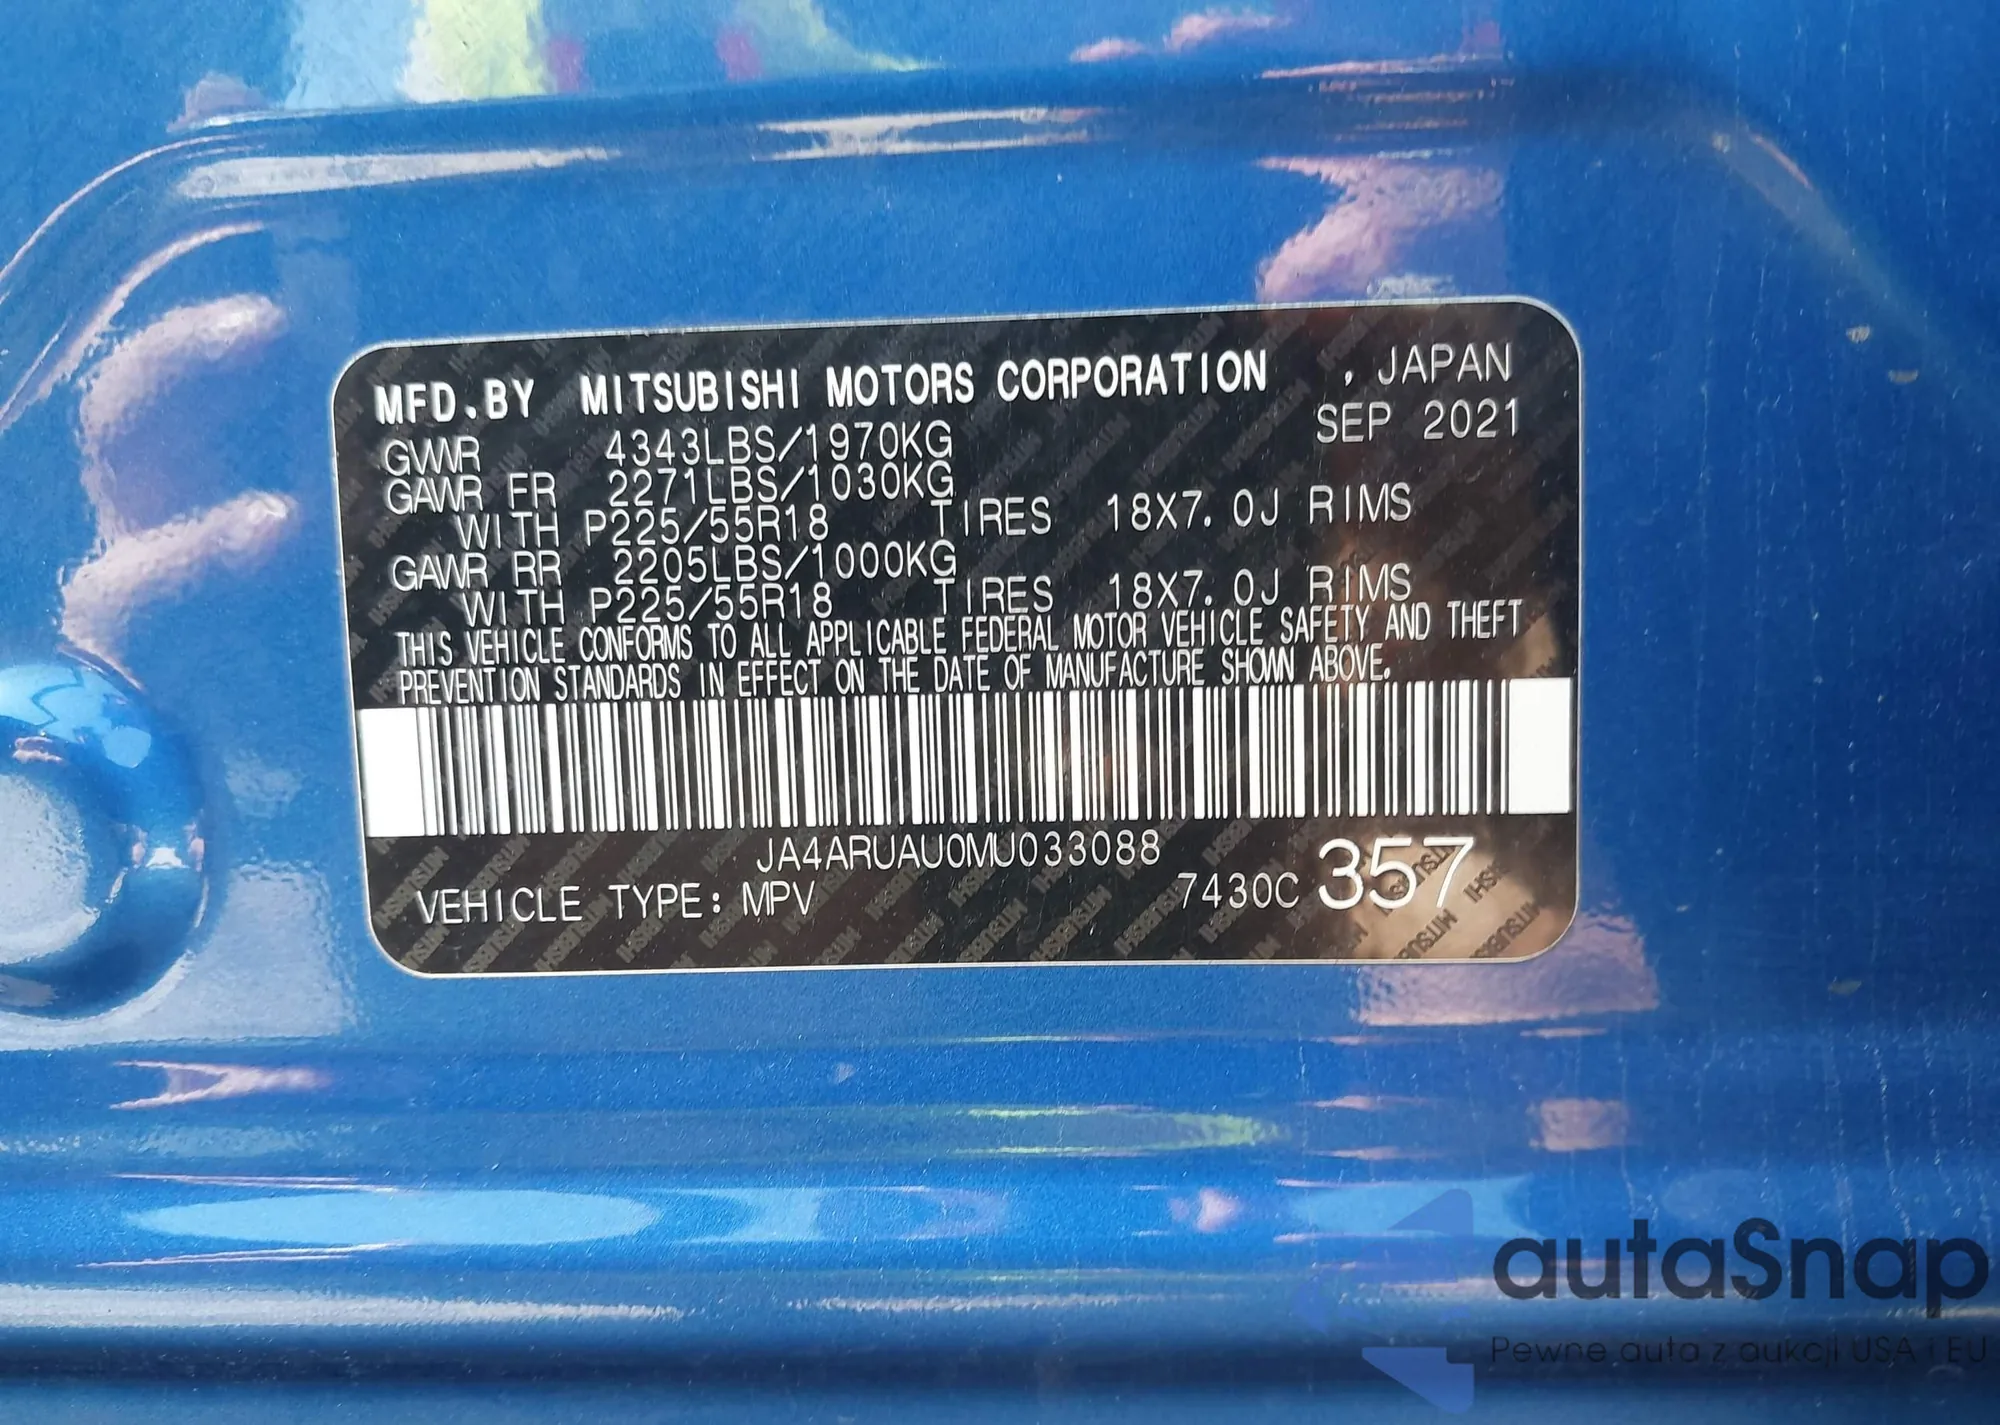 MFD.BY MITSUBISHI MOTORS CORPORATION , JAPAN
SEP 2021
GVWR 4343LBS/1970KG
GAWR FR 2271LBS/1030KG
WITH P225/55R18 TIRES 18X7.0J RIMS
GAWR RR 2205LBS/1000KG
WITH P225/55R18 TIRES 18X7.0J RIMS
THIS VEHICLE CONFORMS TO ALL APPLICABLE FEDERAL MOTOR VEHICLE SAFETY AND THEFT
PREVENTION STANDARDS IN EFFECT ON THE DATE OF MANUFACTURE SHOWN ABOVE.
JA4ARUAU0MU033088
VEHICLE TYPE: MPV 7430C 357
autaSnap
Pewne auta z aukcji USA i EU